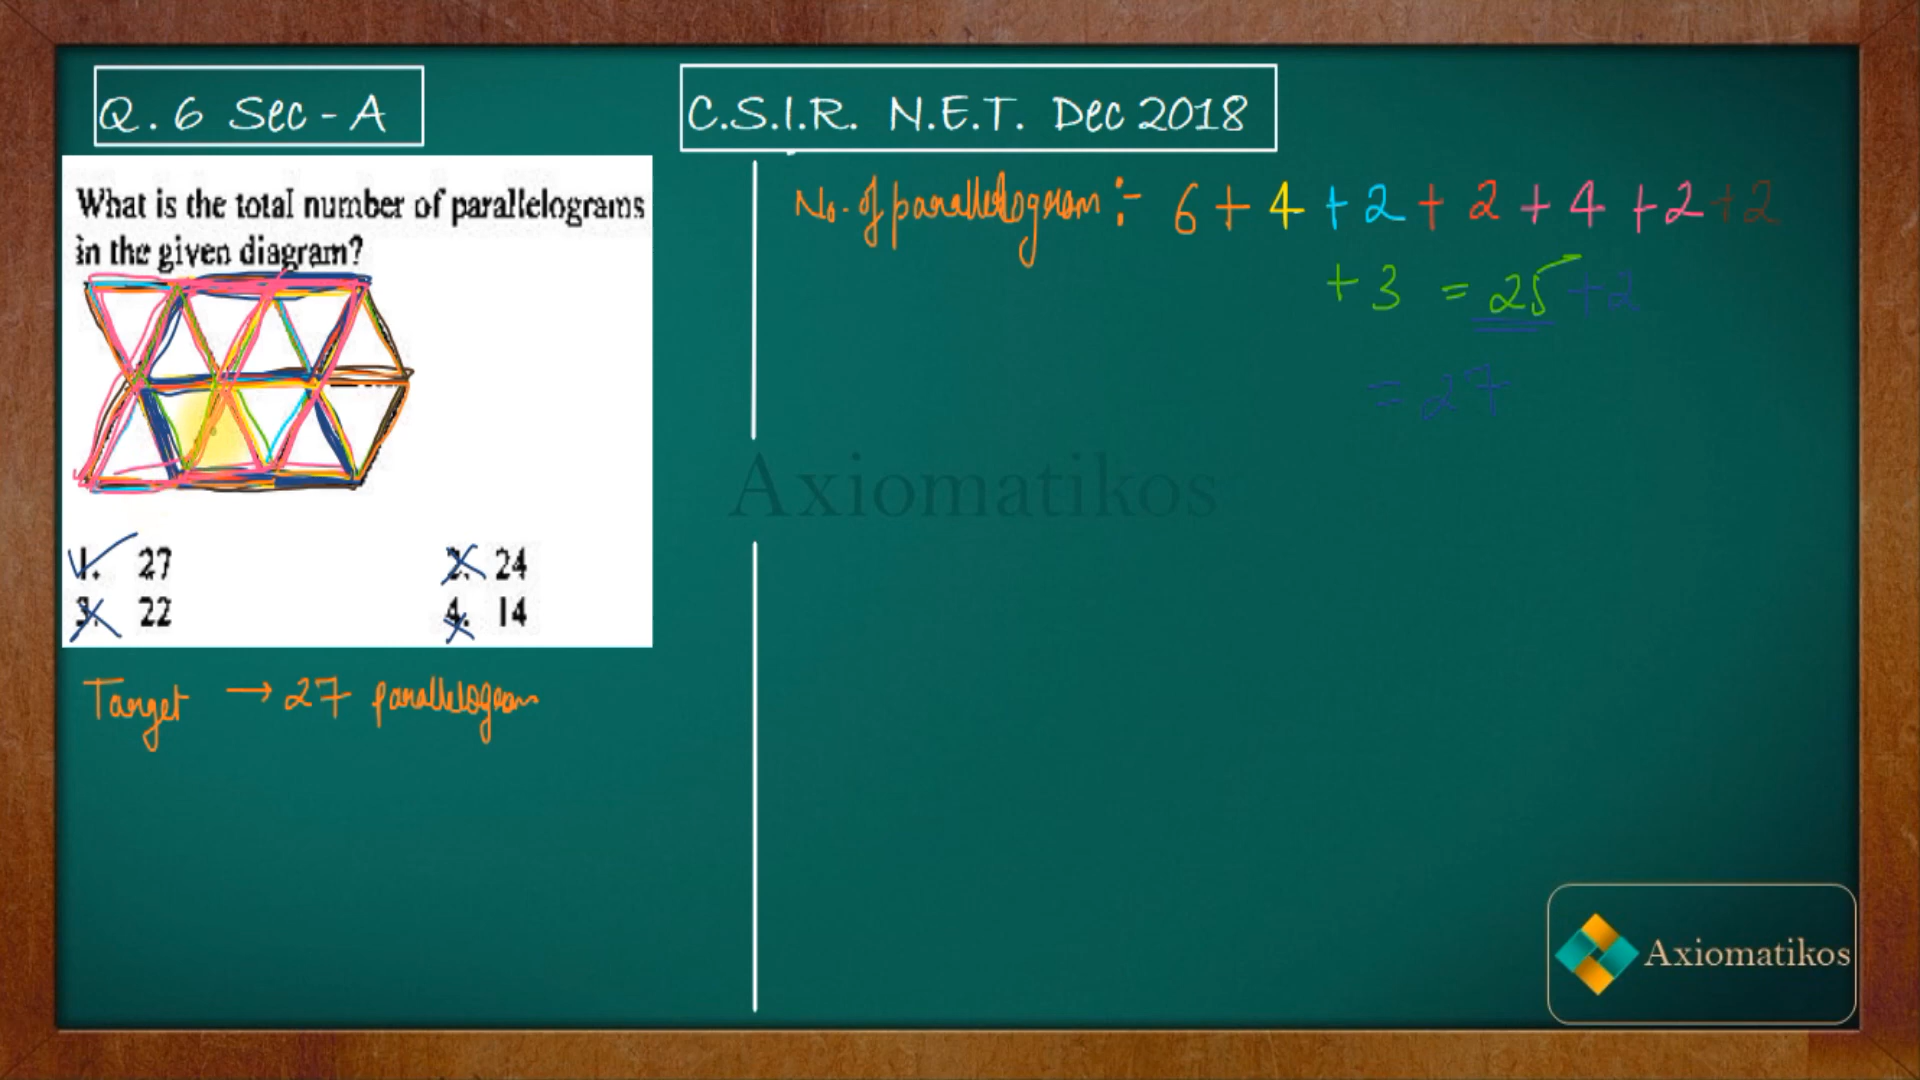 Q. 6 Sec - A
C.S.I.R. N.E.T. Dec 2018
What is the total number of parallelograms
in the given diagram?
1. 27
2. 24
3. 22
4. 14
Target → 27 parallelograms
No. of parallelogram :- 6 + 4 + 2 + 2 + 4 + 2 + 2
+ 3 = 25 + 2
= 27
Axiomatikos
Axiomatikos